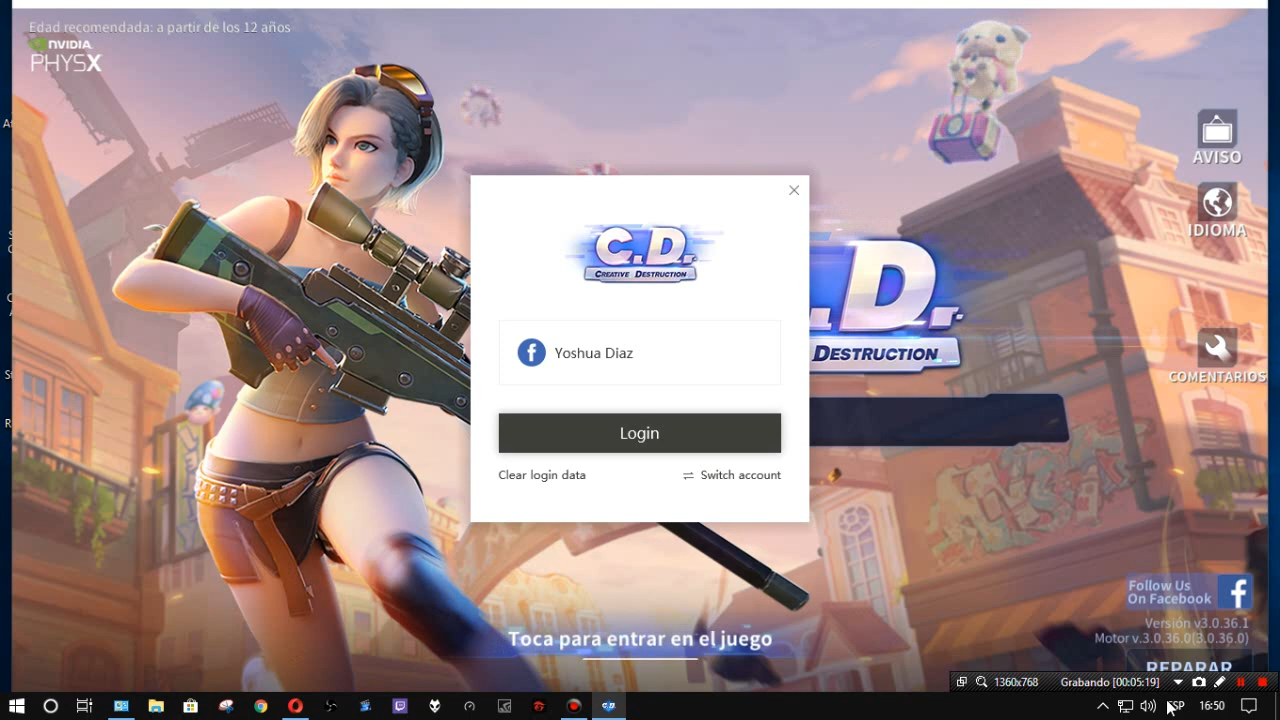 Edad recomendada: a partir de los 12 años
NVIDIA.
PHYSX
AVISO
IDIOMA
C.D.
CREATIVE DESTRUCTION
Yoshua Diaz
Login
Clear login data
Switch account
D.
DESTRUCTION
COMENTARIOS
Toca para entrar en el juego
Follow Us
On Facebook
Versión v3.0.36.1
Motor v.3.0.36.0(3.0.36.0)
REPARAR
1360x768
Grabando [00:05:19]
16:50